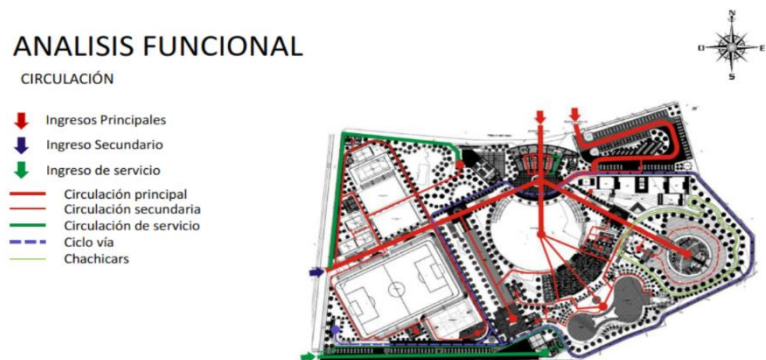 ANALISIS FUNCIONAL
CIRCULACIÓN
Ingresos Principales
Ingreso Secundario
Ingreso de servicio
Circulación principal
Circulación secundaria
Circulación de servicio
Ciclo vía
Chachicars
N
O
E
S